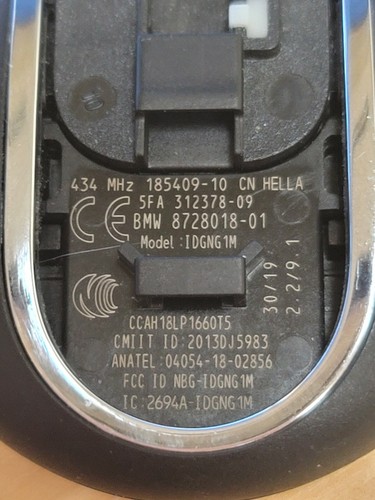 434 MHz 185409-10 CN HELLA
5FA 312378-09
CE BMW 8728018-01
Model :IDGNG1M
30/19
2.2/9.1
CCAH18LP1660T5
CMIIT ID:2013DJ5983
ANATEL: 04054-18-02856
FCC ID NBG-IDGNG1M
IC:2694A-IDGNG1M